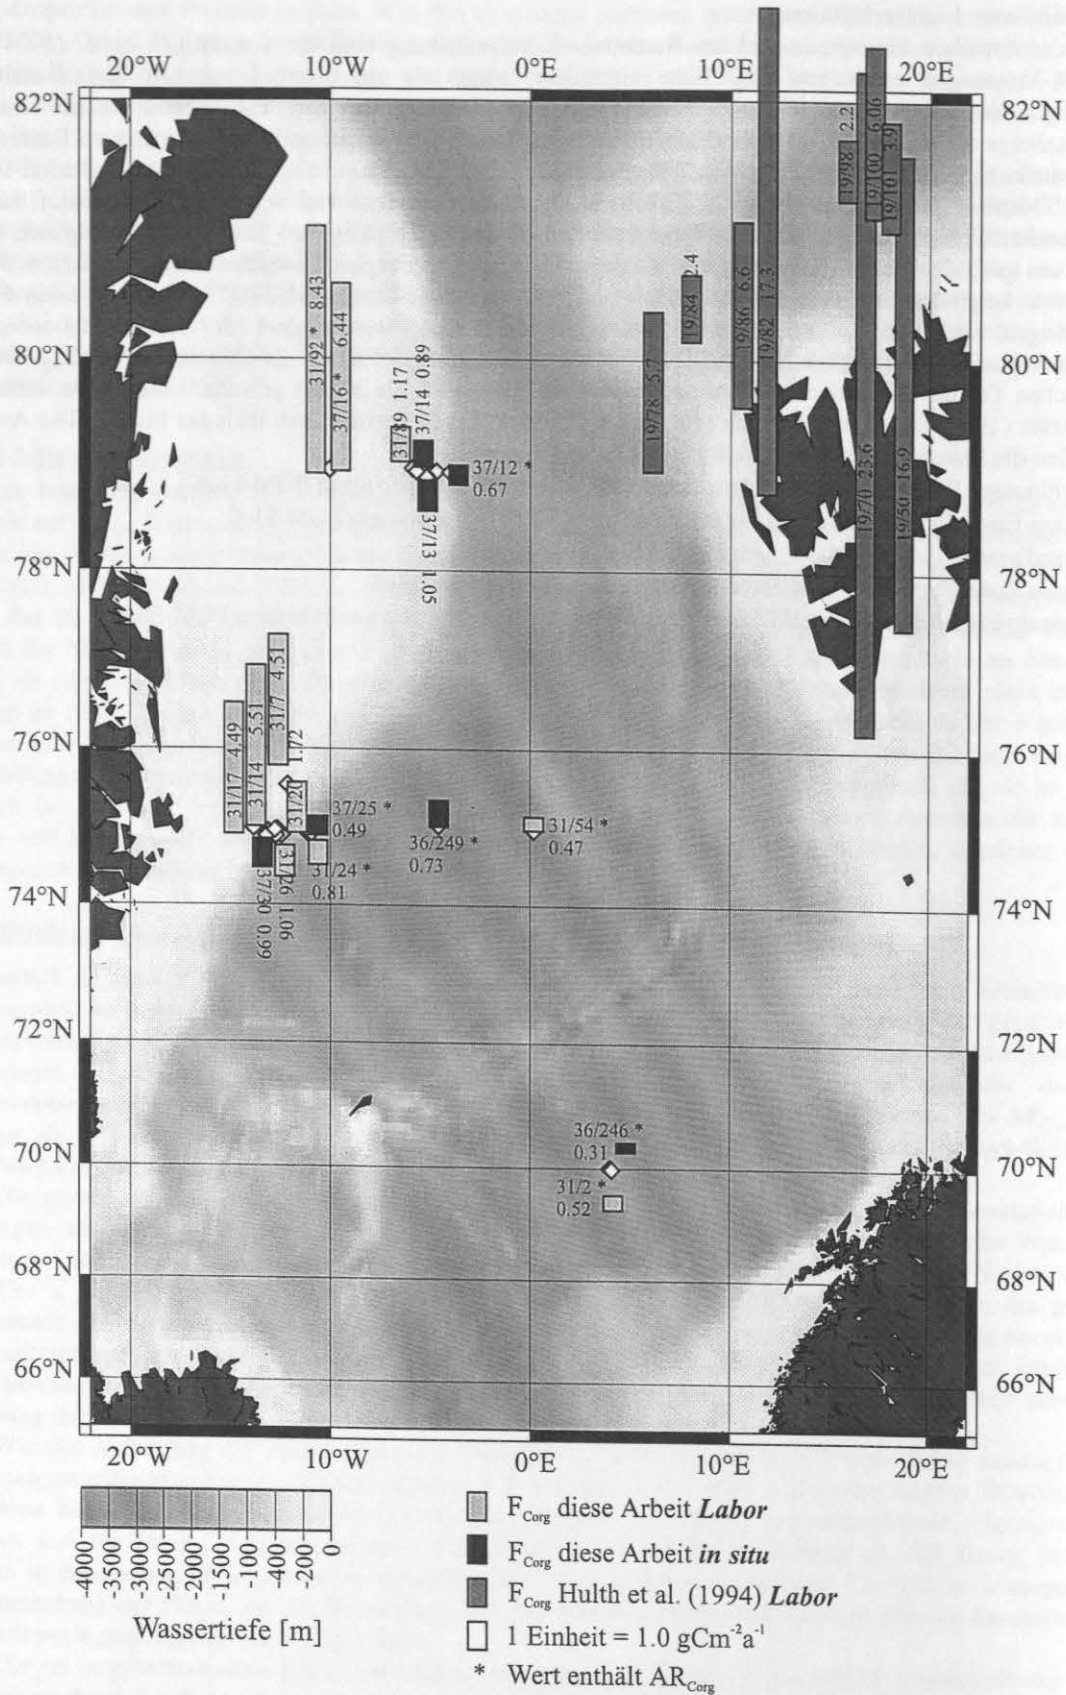 20°W 10°W 0°E 10°E 20°E
82°N 82°N
19/98 2.2
19/100 6.06
19/101 3.9
31/92 * 8.43
37/16 * 6.44
19/84 2.4
19/86 6.6
19/82 17.3
80°N 80°N
31/89 1.17
37/14 0.89
19/78 5.7
37/12 *
0.67
19/70 23.6
19/50 16.9
37/13 1.05
78°N 78°N
31/17 4.49
31/14 5.51
31/7 4.51
31/20 1.72
76°N 76°N
37/25 *
0.49
36/249 *
0.73
31/54 *
0.47
31/24 *
0.81
37/30 0.99
31/26 1.06
74°N 74°N
72°N 72°N
36/246 *
0.31
70°N 70°N
31/2 *
0.52
68°N 68°N
66°N 66°N
20°W 10°W 0°E 10°E 20°E
-4000 -3500 -3000 -2500 -2000 -1500 -1000 -400 -200 0
Wassertiefe [m]
F_Corg diese Arbeit Labor
F_Corg diese Arbeit in situ
F_Corg Hulth et al. (1994) Labor
1 Einheit = 1.0 gCm⁻²a⁻¹
* Wert enthält AR_Corg